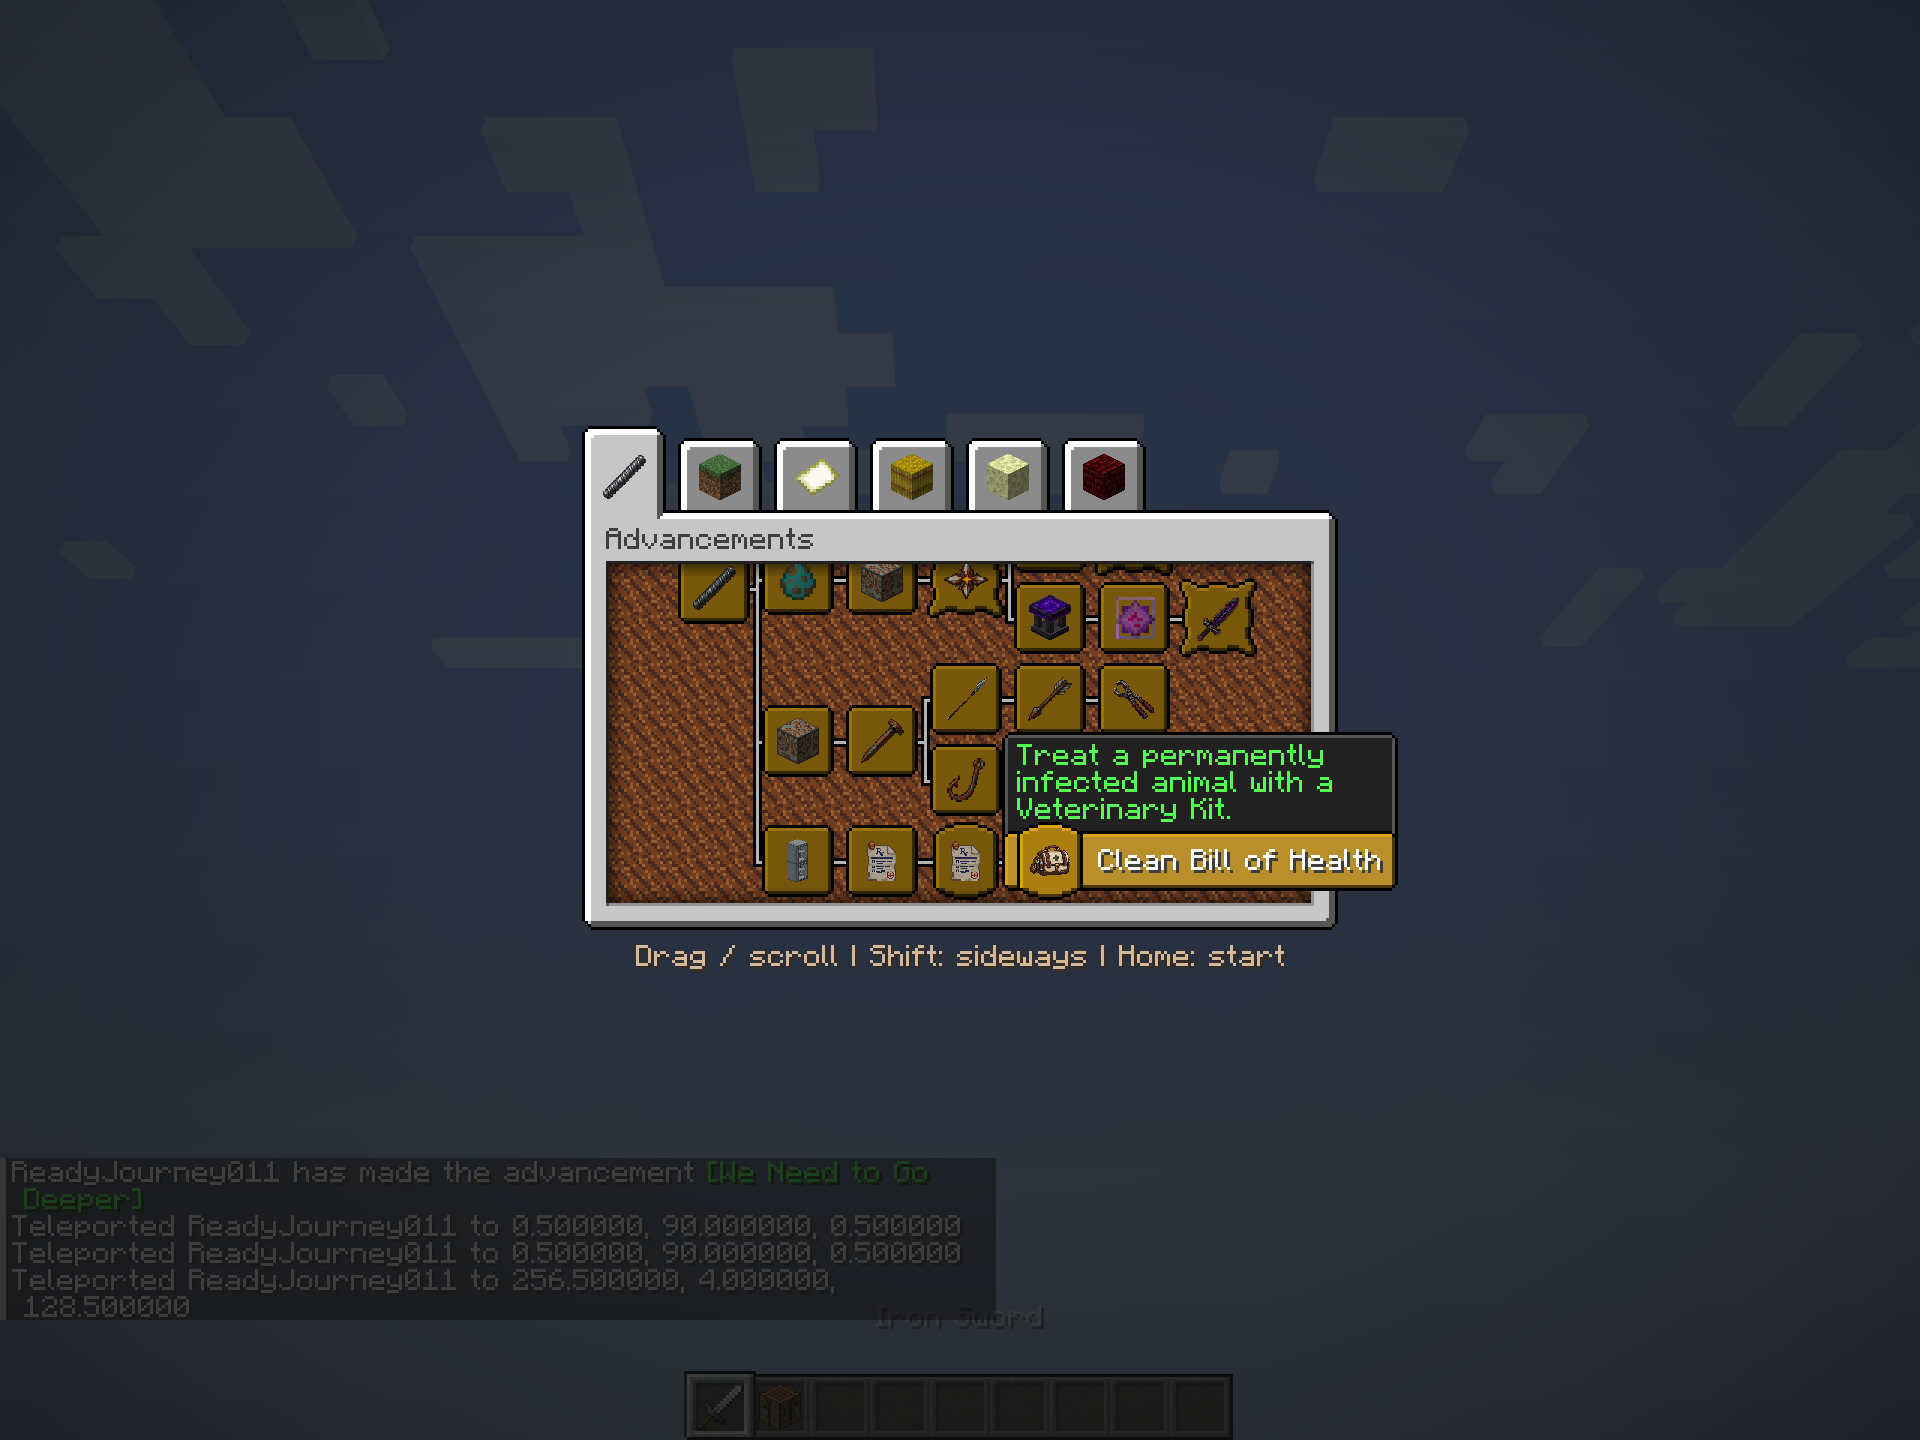 Advancements
Treat a permanently
infected animal with a
Veterinary Kit.
Clean Bill of Health
Drag / scroll | Shift: sideways | Home: start
ReadyJourney011 has made the advancement [We Need to Go
Deeper]
Teleported ReadyJourney011 to 0.500000, 90.000000, 0.500000
Teleported ReadyJourney011 to 0.500000, 90.000000, 0.500000
Teleported ReadyJourney011 to 256.500000, 4.000000,
128.500000
Iron Sword